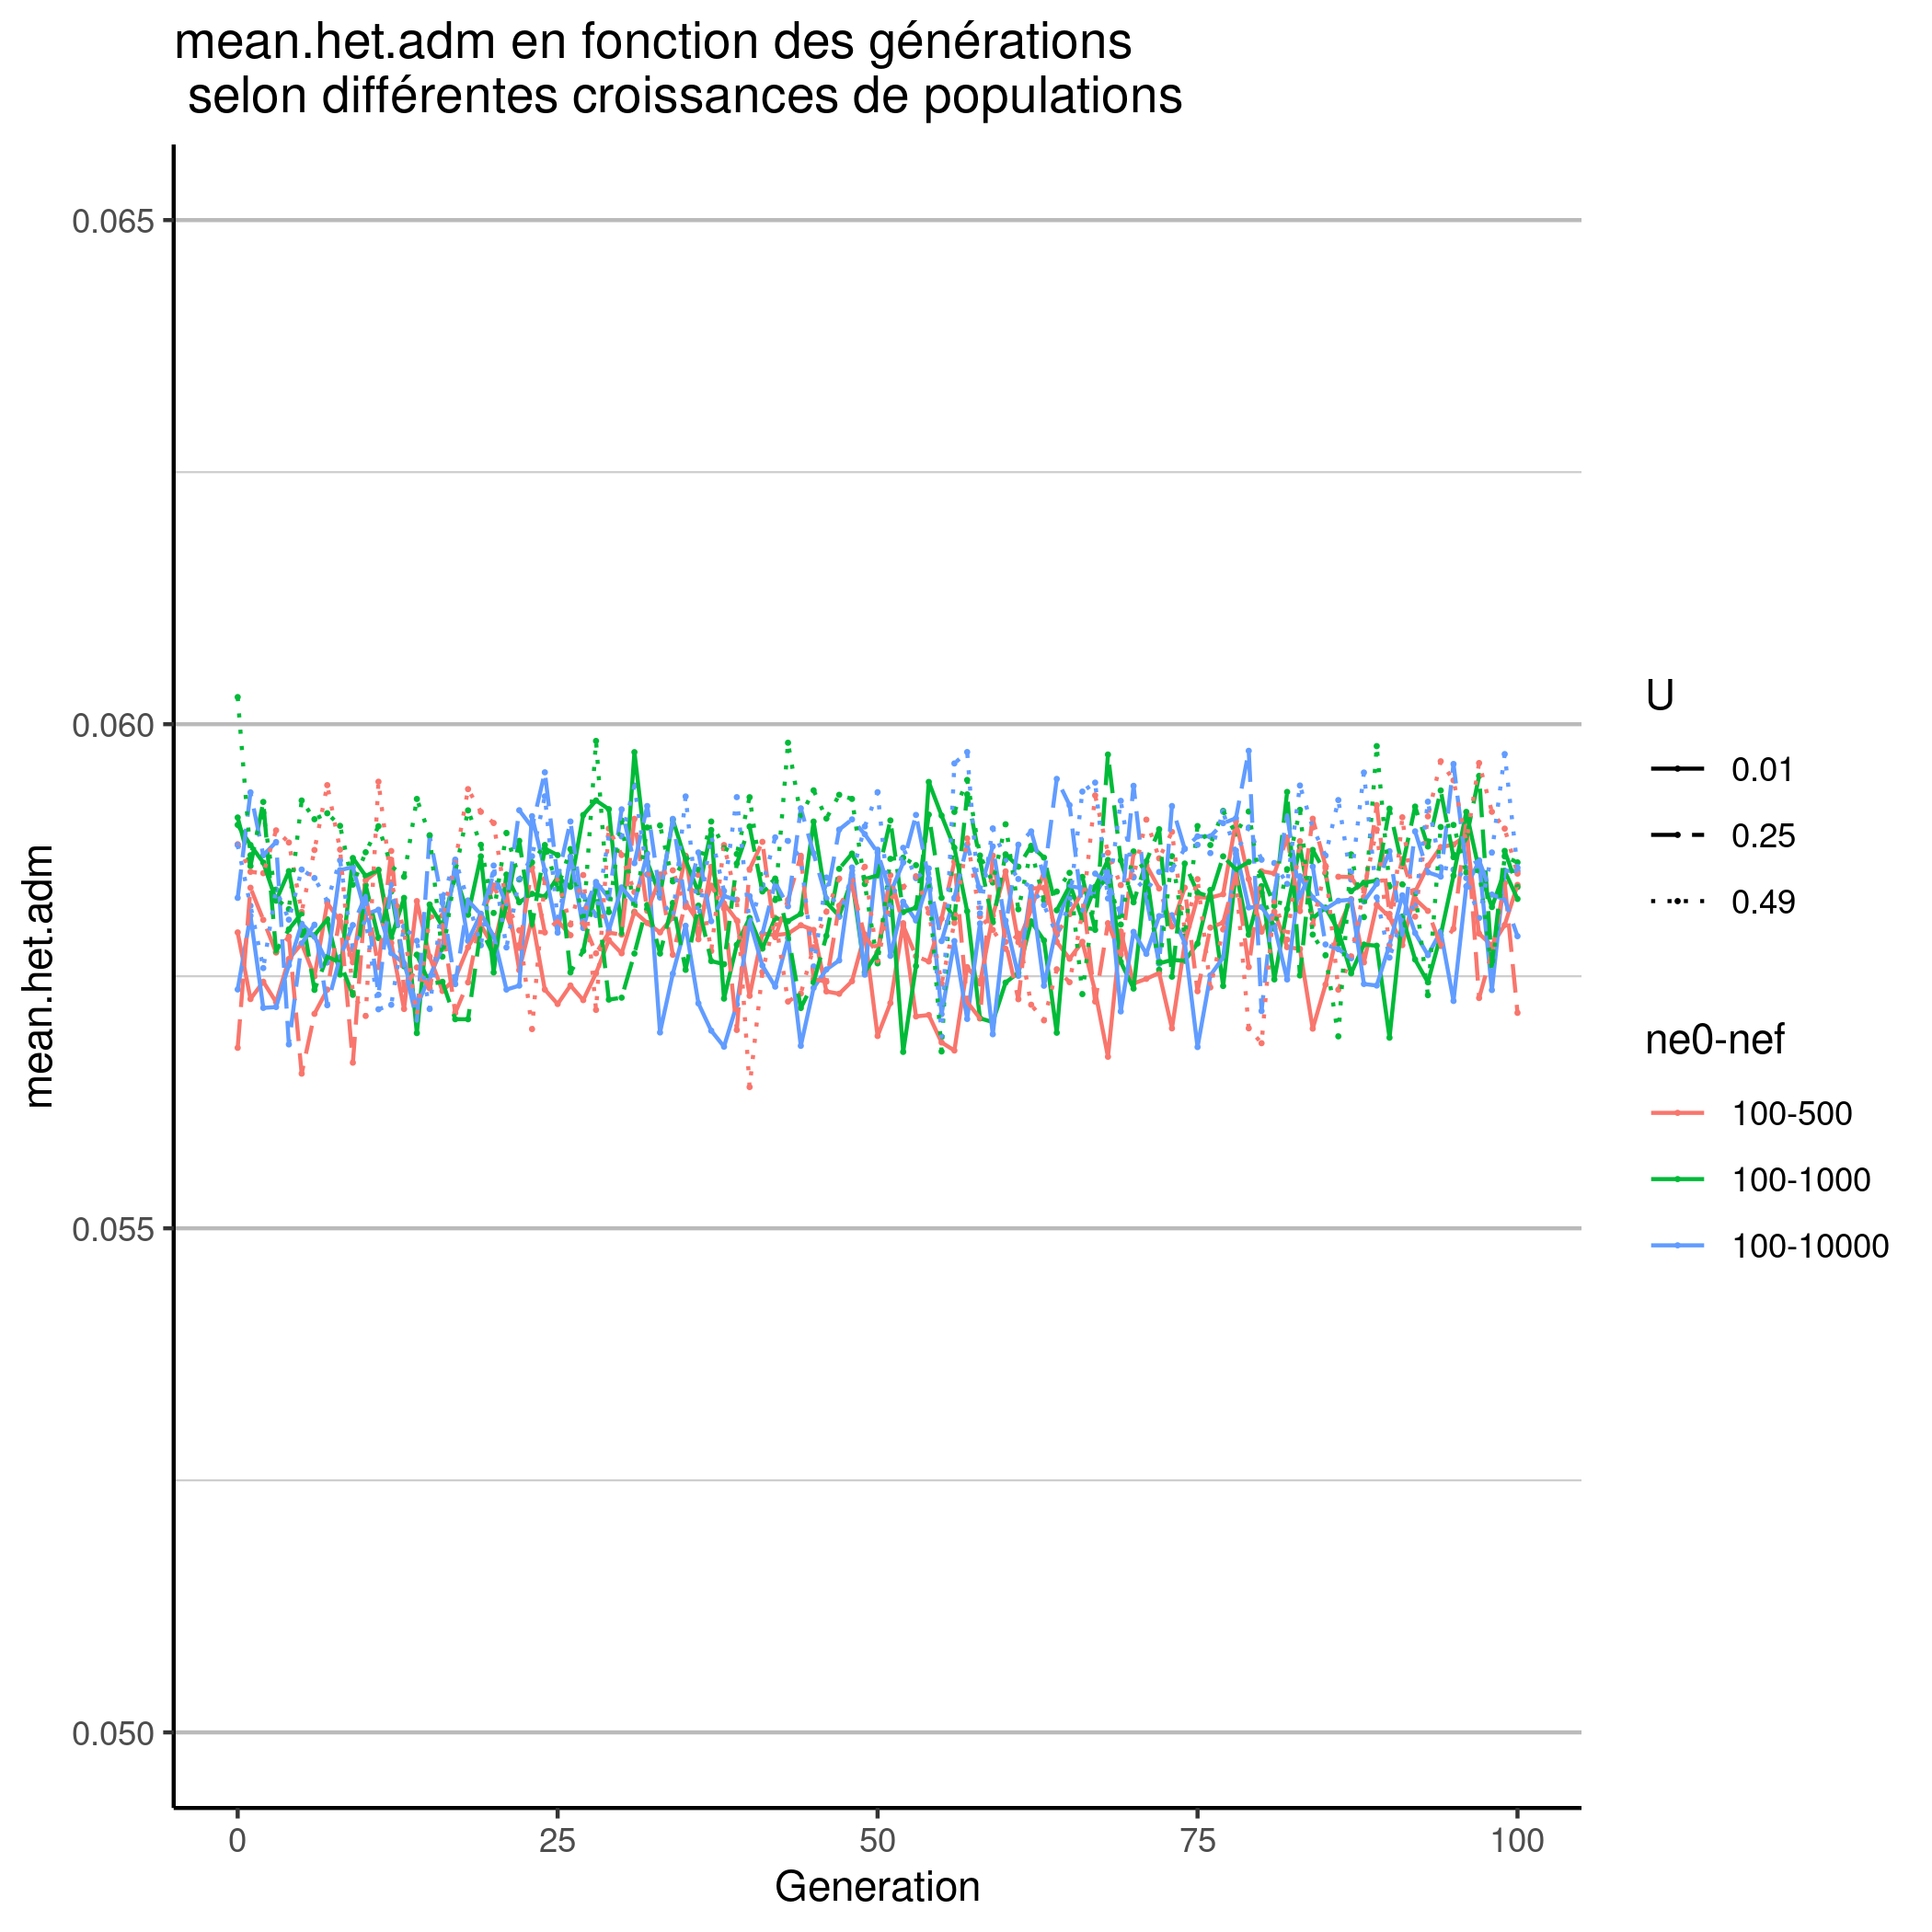 mean.het.adm en fonction des générations
selon différentes croissances de populations
mean.het.adm
0.065
0.060
0.055
0.050
0
25
50
75
100
Generation
U
0.01
0.25
0.49
ne0-nef
100-500
100-1000
100-10000